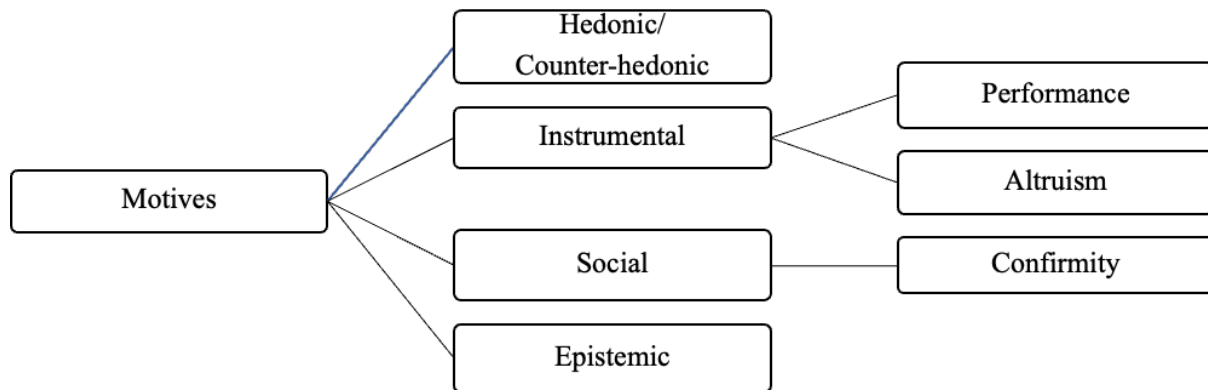 Motives
Hedonic/
Counter-hedonic
Instrumental
Social
Epistemic
Performance
Altruism
Confirmity